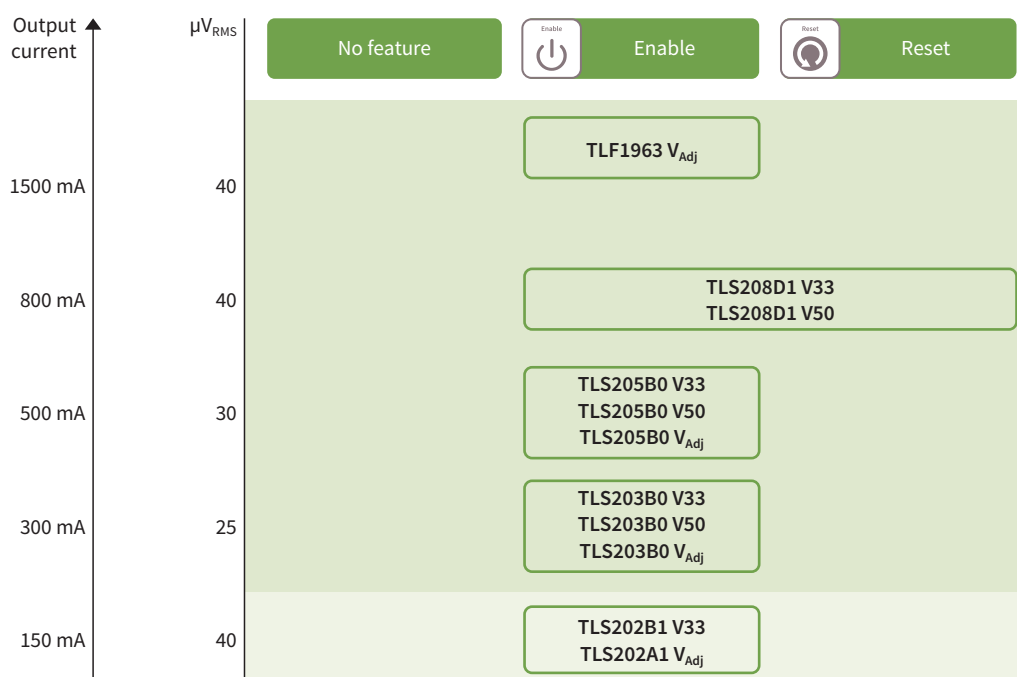 Output current
µVRMS
No feature
Enable
Enable
Reset
Reset
TLF1963 VAdj
1500 mA
40
800 mA
40
TLS208D1 V33
TLS208D1 V50
500 mA
30
TLS205B0 V33
TLS205B0 V50
TLS205B0 VAdj
300 mA
25
TLS203B0 V33
TLS203B0 V50
TLS203B0 VAdj
150 mA
40
TLS202B1 V33
TLS202A1 VAdj